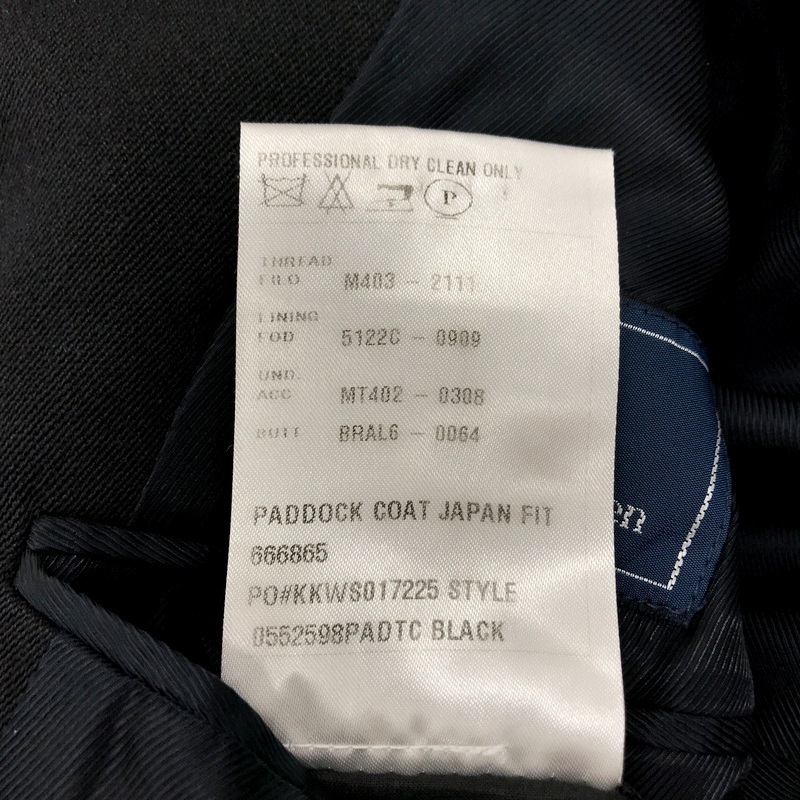 PROFESSIONAL DRY CLEAN ONLY
P
THREAD
FILO M403 - 2111
LINING
FOD 5122C - 0909
UND.
ACC MT402 - 0308
BUTT BRAL6 - 0064
PADDOCK COAT JAPAN FIT
666865
PO#KKWS017225 STYLE
0552598PADTC BLACK
en